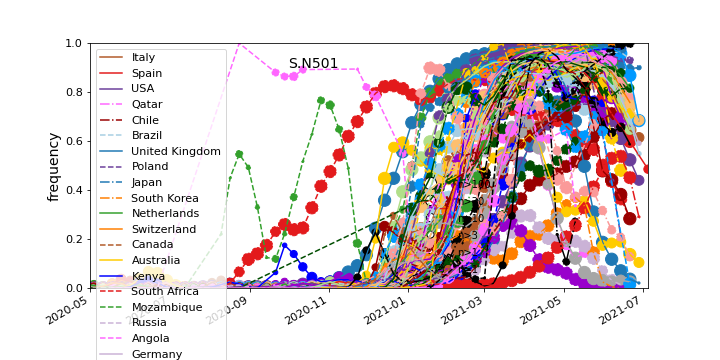 S.N501
frequency
1.0
0.8
0.6
0.4
0.2
0.0
Italy
Spain
USA
Qatar
Chile
Brazil
United Kingdom
Poland
Japan
South Korea
Netherlands
Switzerland
Canada
Australia
Kenya
South Africa
Mozambique
Russia
Angola
Germany
2020-05
2020-09
2020-11
2021-01
2021-03
2021-05
2021-07